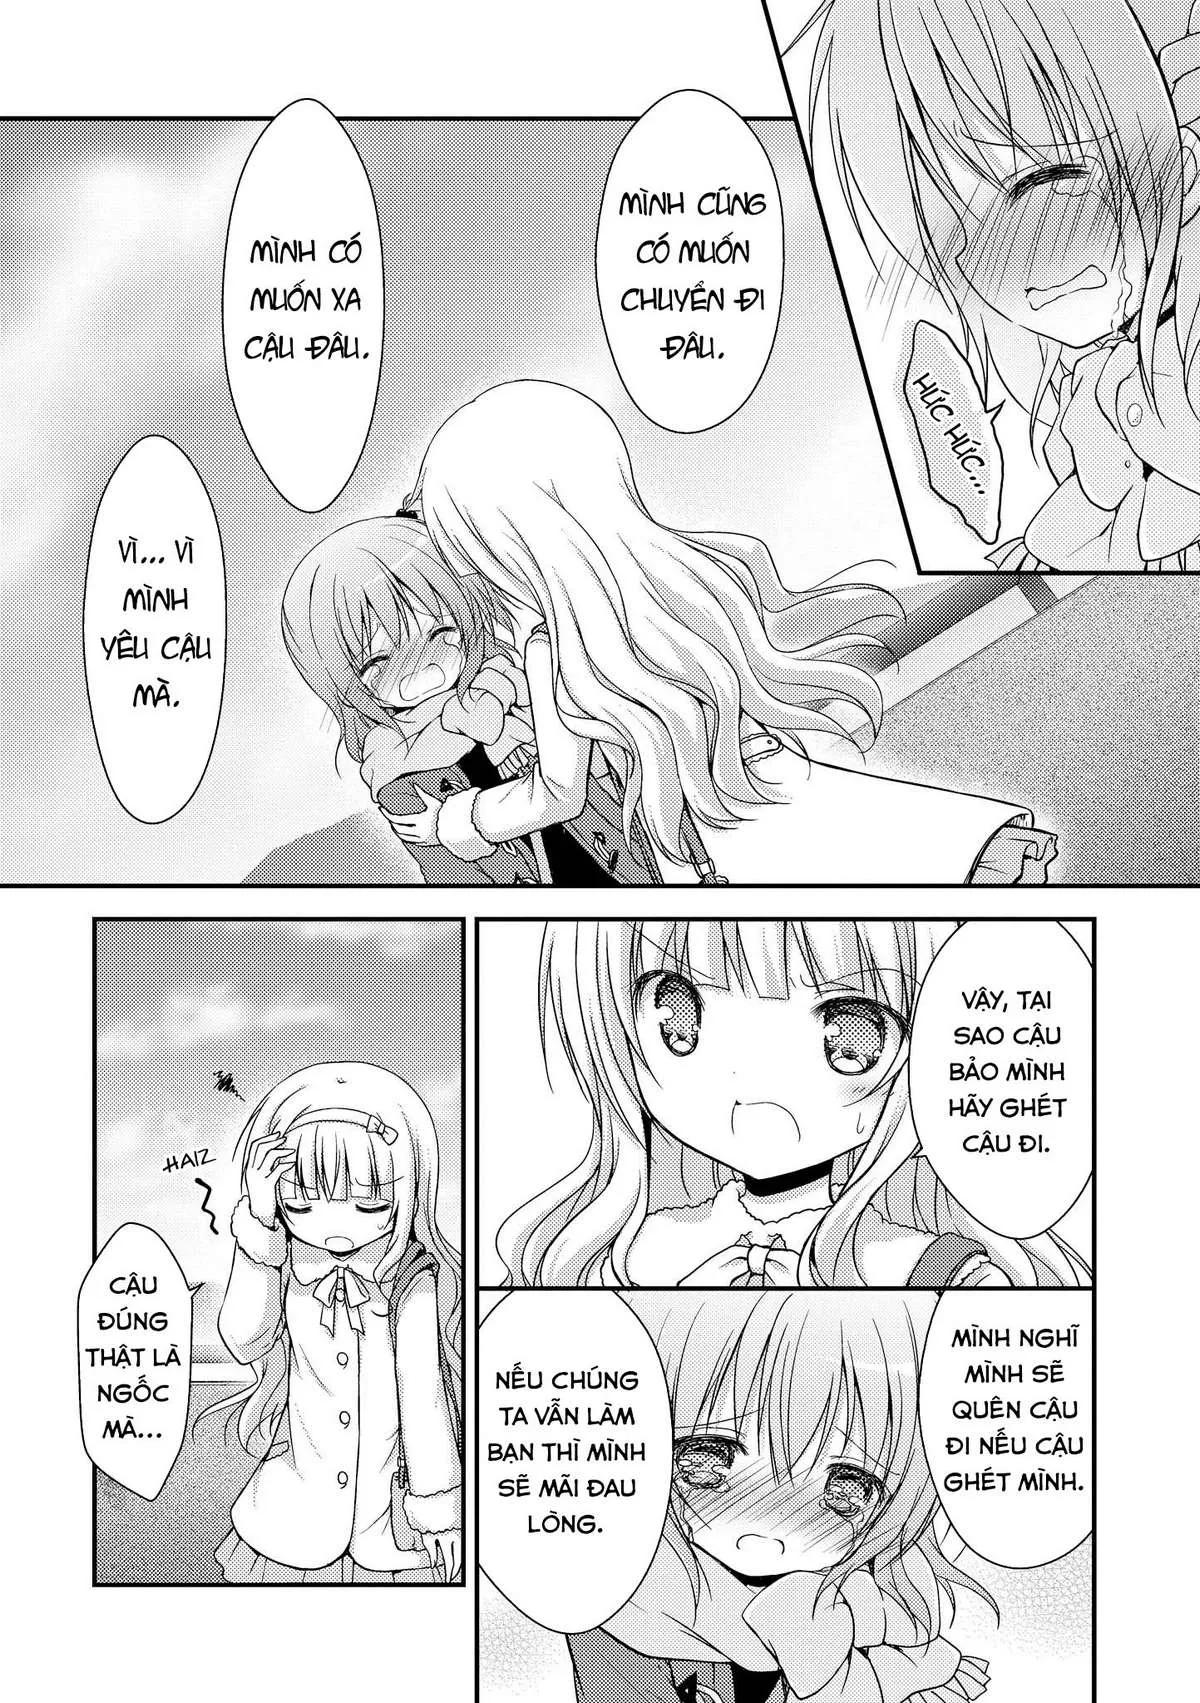 HỨC HỨC...
MÌNH CŨNG
CÓ MUỐN
CHUYỂN ĐI
ĐÂU.
MÌNH CÓ
MUỐN XA
CẬU ĐÂU.
VÌ... VÌ
MÌNH
YÊU CẬU
MÀ.
VẬY, TẠI
SAO CẬU
BẢO MÌNH
HÃY GHÉT
CẬU ĐI.
MÌNH NGHĨ
MÌNH SẼ
QUÊN CẬU
ĐI NẾU CẬU
GHÉT MÌNH.
NẾU CHÚNG
TA VẪN LÀM
BẠN THÌ MÌNH
SẼ MÃI ĐAU
LÒNG.
HAIZ
CẬU
ĐÚNG
THẬT LÀ
NGỐC
MÀ...